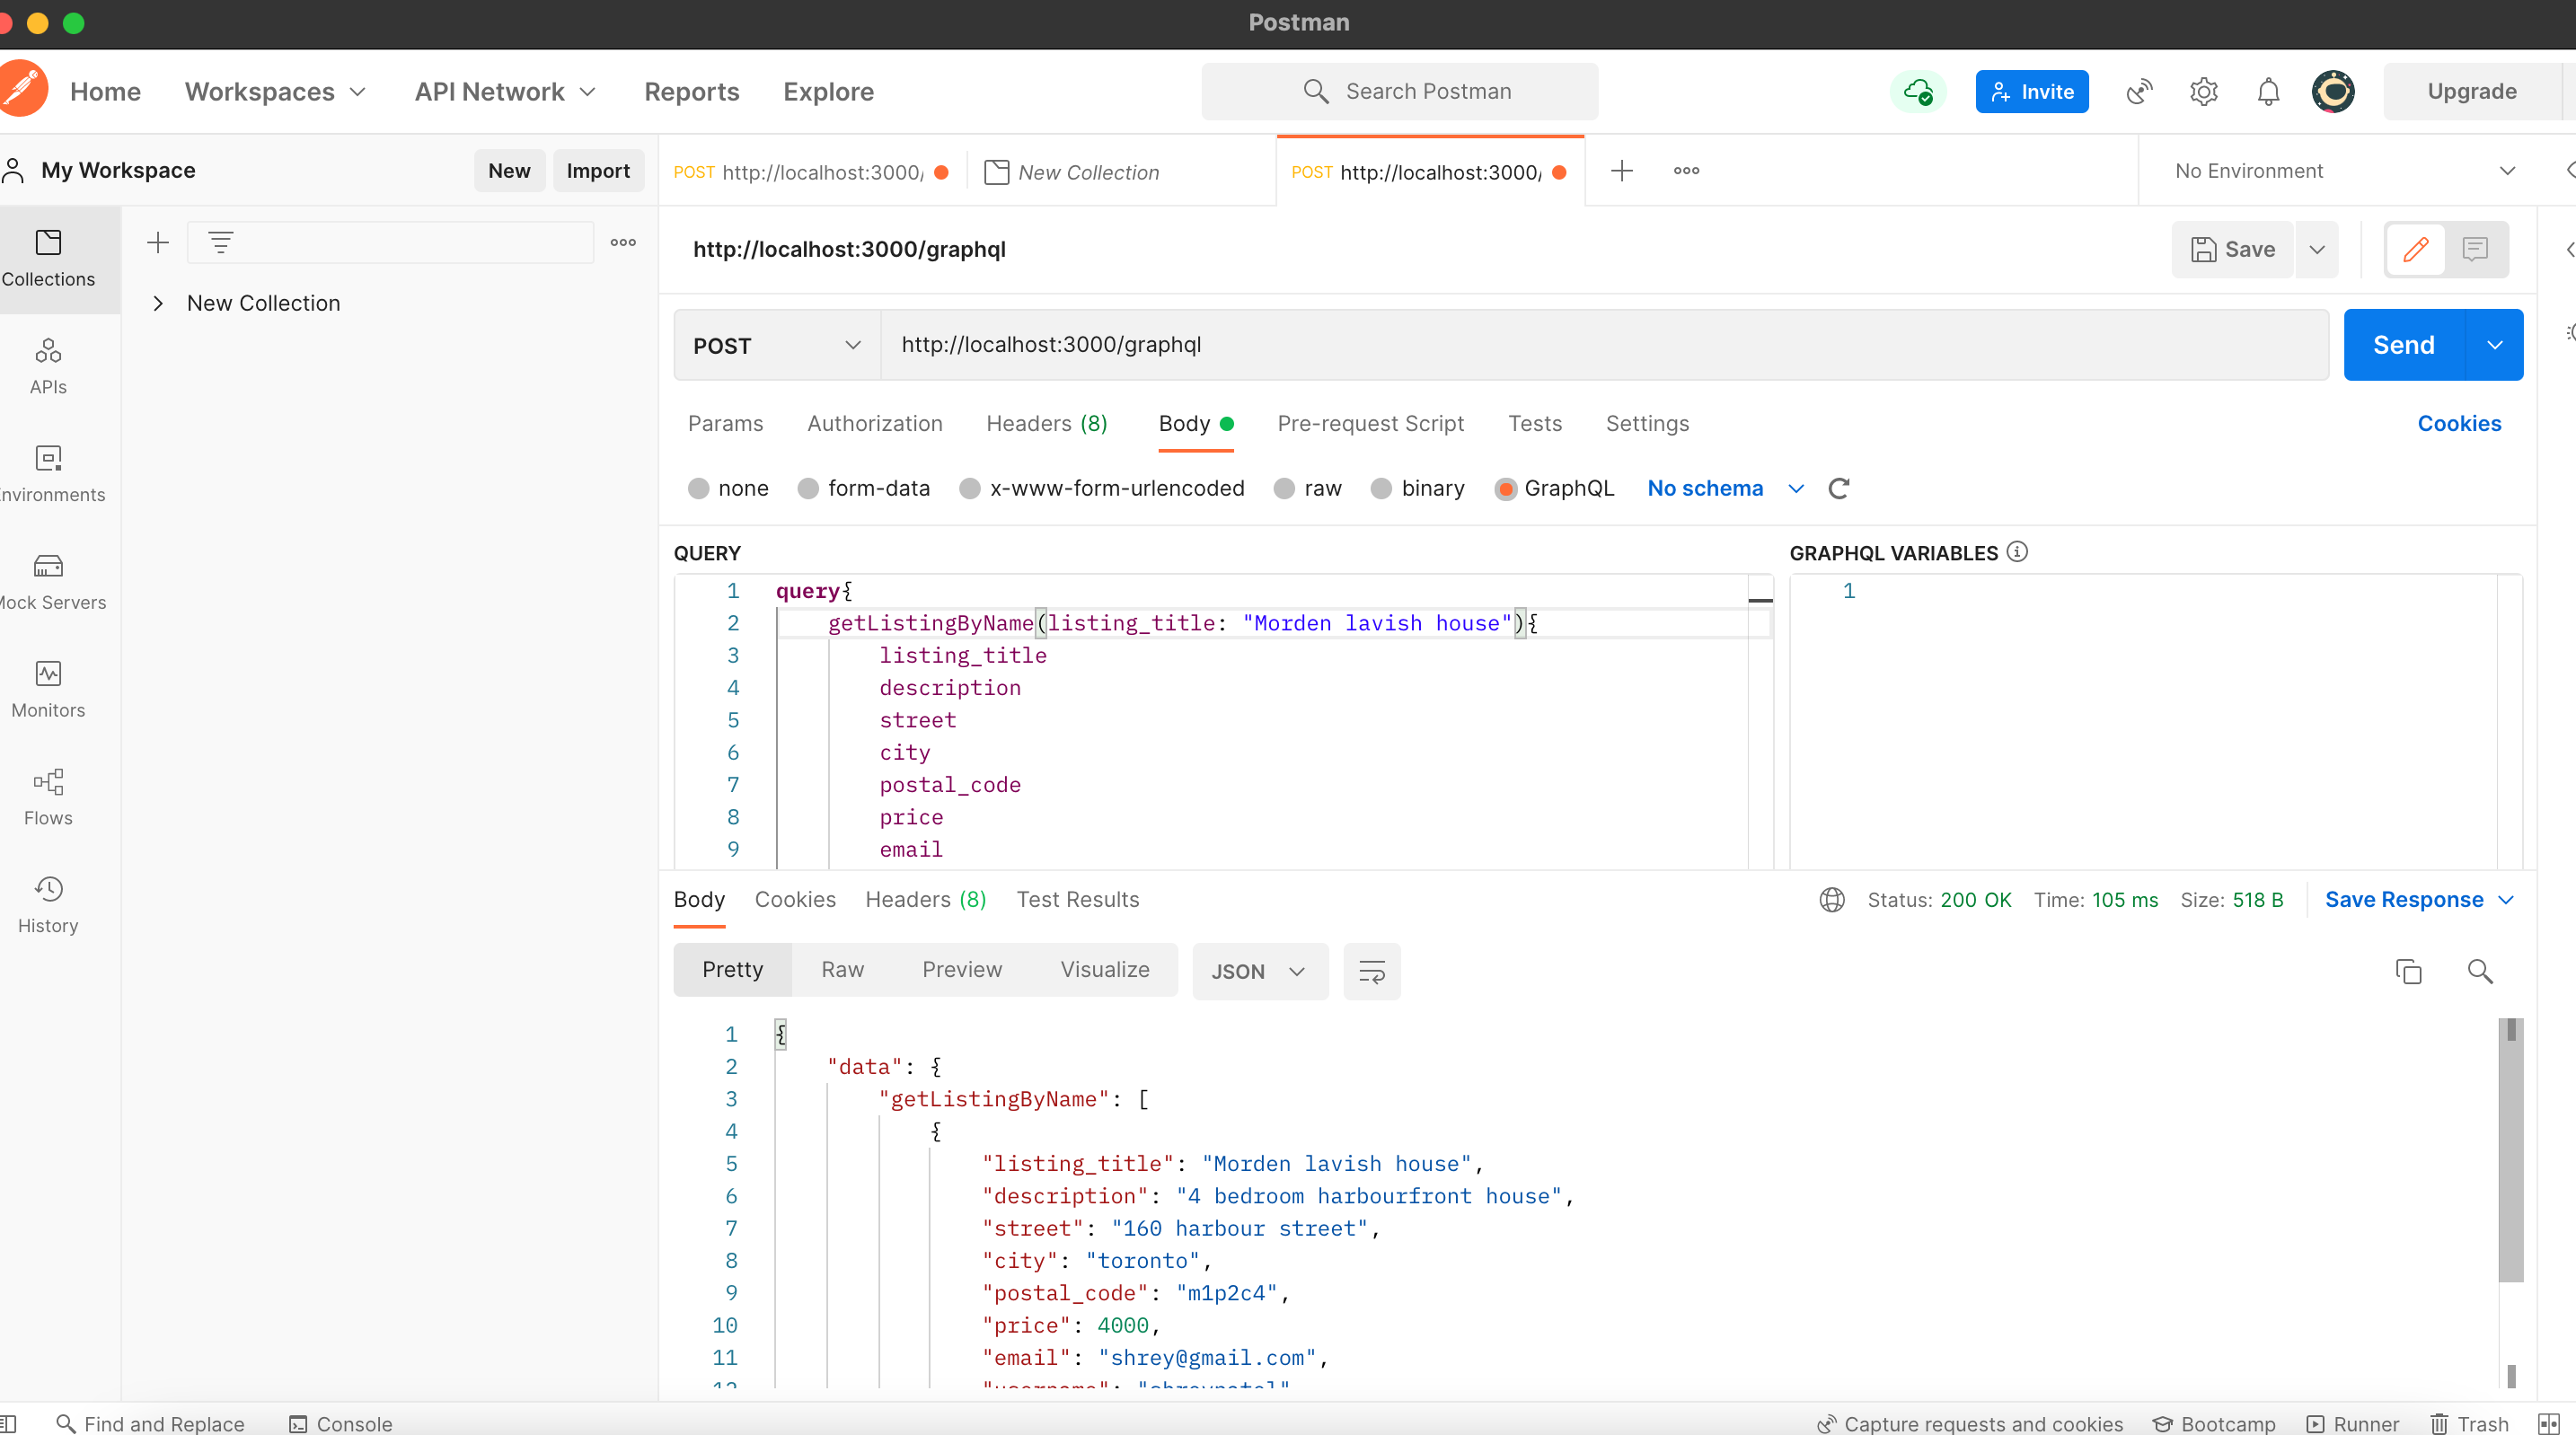 Postman
Home Workspaces API Network Reports Explore Search Postman Invite Upgrade
My Workspace New Import POST http://localhost:3000/ New Collection POST http://localhost:3000/ No Environment
Collections
New Collection
APIs
Environments
Mock Servers
Monitors
Flows
History
http://localhost:3000/graphql Save
POST http://localhost:3000/graphql Send
Params Authorization Headers (8) Body Pre-request Script Tests Settings Cookies
none form-data x-www-form-urlencoded raw binary GraphQL No schema
QUERY
1 query{
2 getListingByName(listing_title: "Morden lavish house"){
3 listing_title
4 description
5 street
6 city
7 postal_code
8 price
9 email
GRAPHQL VARIABLES
1
Body Cookies Headers (8) Test Results Status: 200 OK Time: 105 ms Size: 518 B Save Response
Pretty Raw Preview Visualize JSON
1 {
2 "data": {
3 "getListingByName": [
4 {
5 "listing_title": "Morden lavish house",
6 "description": "4 bedroom harbourfront house",
7 "street": "160 harbour street",
8 "city": "toronto",
9 "postal_code": "m1p2c4",
10 "price": 4000,
11 "email": "shrey@gmail.com",
Find and Replace Console Capture requests and cookies Bootcamp Runner Trash